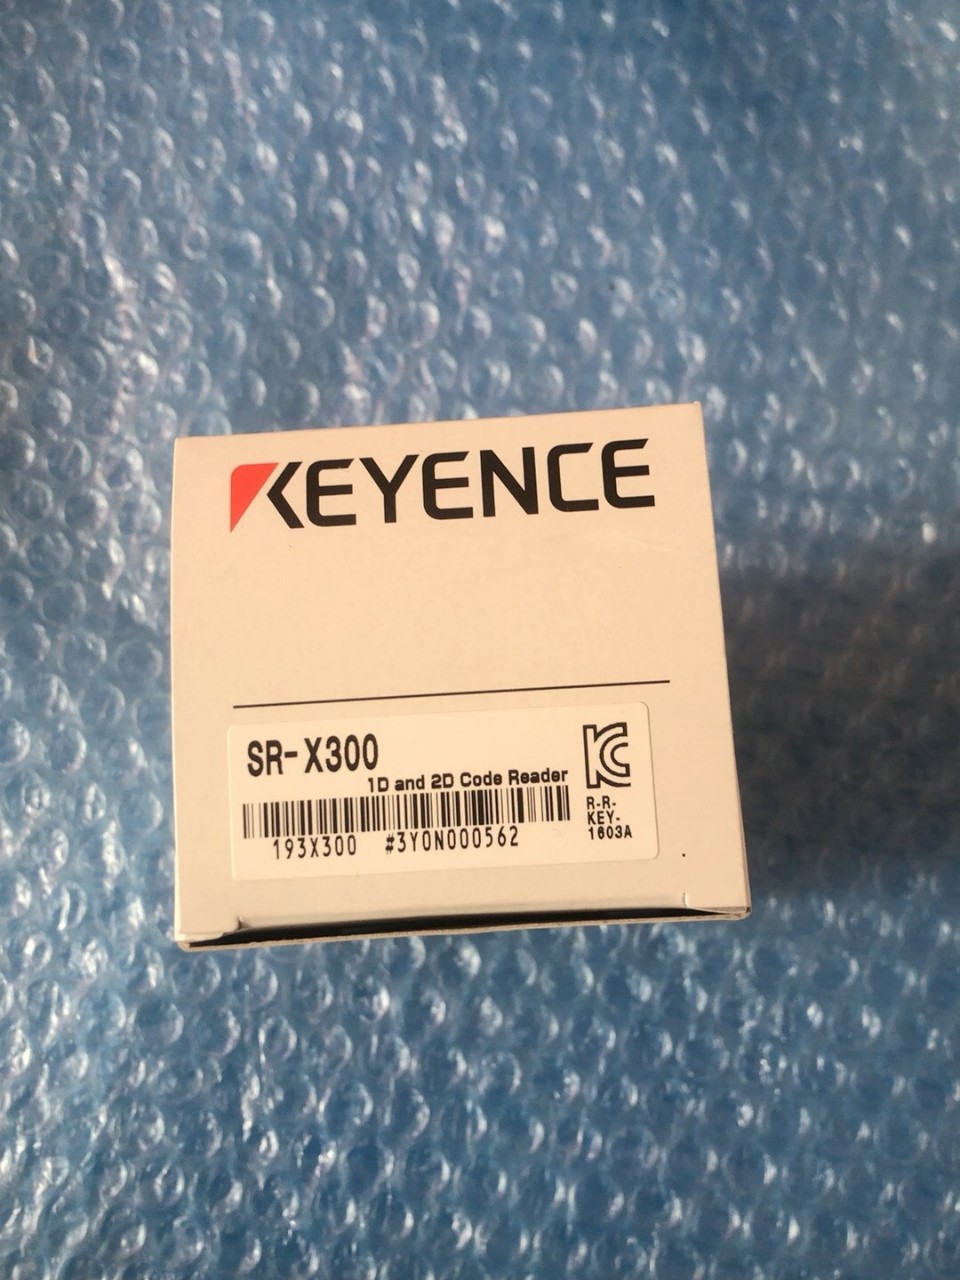 KEYENCE
SR-X300
1D and 2D Code Reader
193X300 #3Y0N000562
R-R-
KEY-
1603A